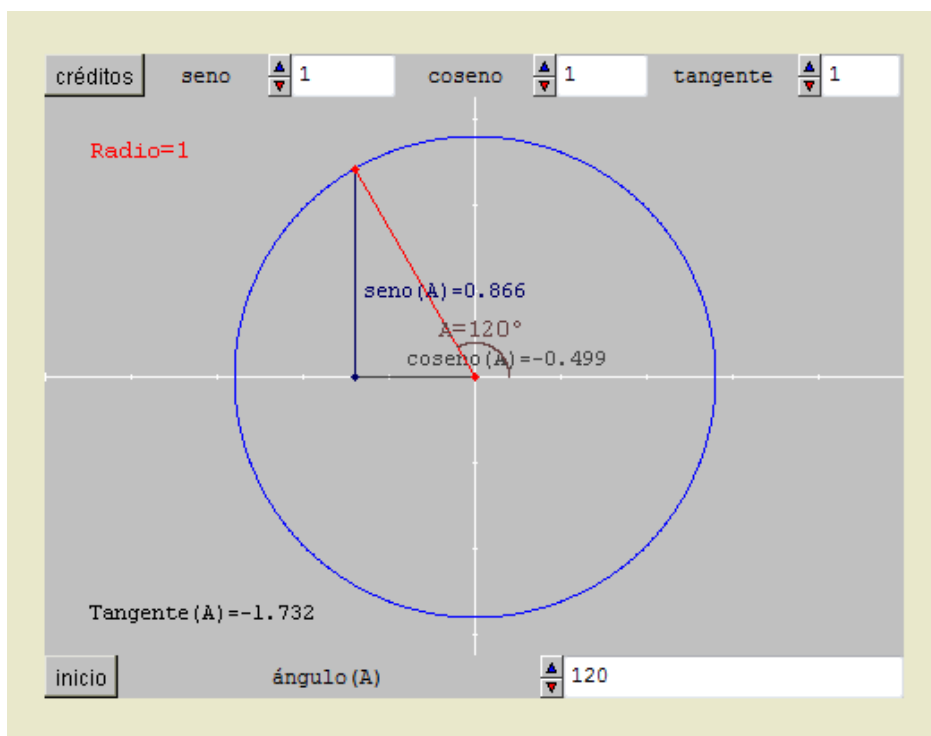 créditos seno 1 coseno 1 tangente 1
Radio=1
seno(A)=0.866
A=120°
coseno(A)=-0.499
Tangente(A)=-1.732
inicio ángulo(A) 120